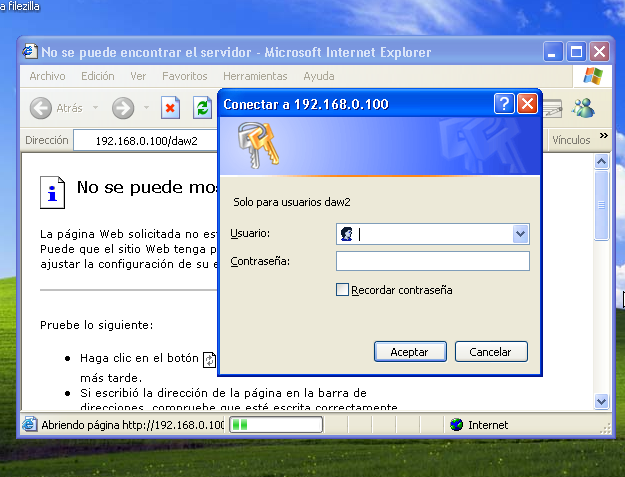 a filezilla
No se puede encontrar el servidor - Microsoft Internet Explorer
Archivo Edición Ver Favoritos Herramientas Ayuda
Atrás
Dirección 192.168.0.100/daw2 Vínculos
Conectar a 192.168.0.100
Solo para usuarios daw2
Usuario:
Contraseña:
Recordar contraseña
Aceptar Cancelar
No se puede mos
La página Web solicitada no est
Puede que el sitio Web tenga p
ajustar la configuración de su e
Pruebe lo siguiente:
Haga clic en el botón
más tarde.
Si escribió la dirección de la página en la barra de
direcciones, compruebe que esté escrita correctamente
Abriendo página http://192.168.0.100 Internet